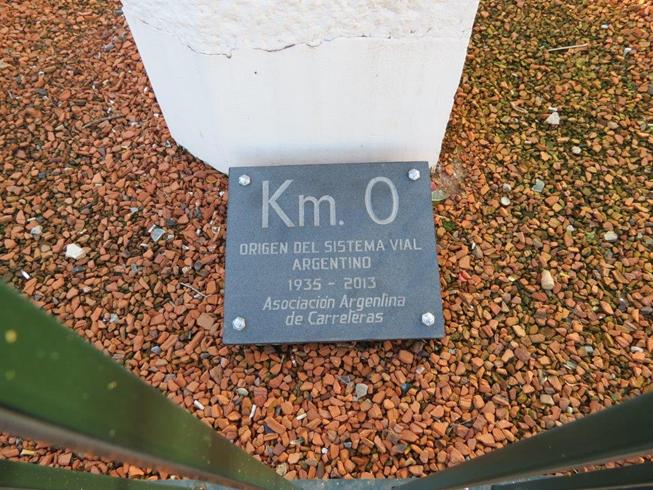 Km. 0
ORIGEN DEL SISTEMA VIAL
ARGENTINO
1935 - 2013
Asociación Argentina
de Carreteras